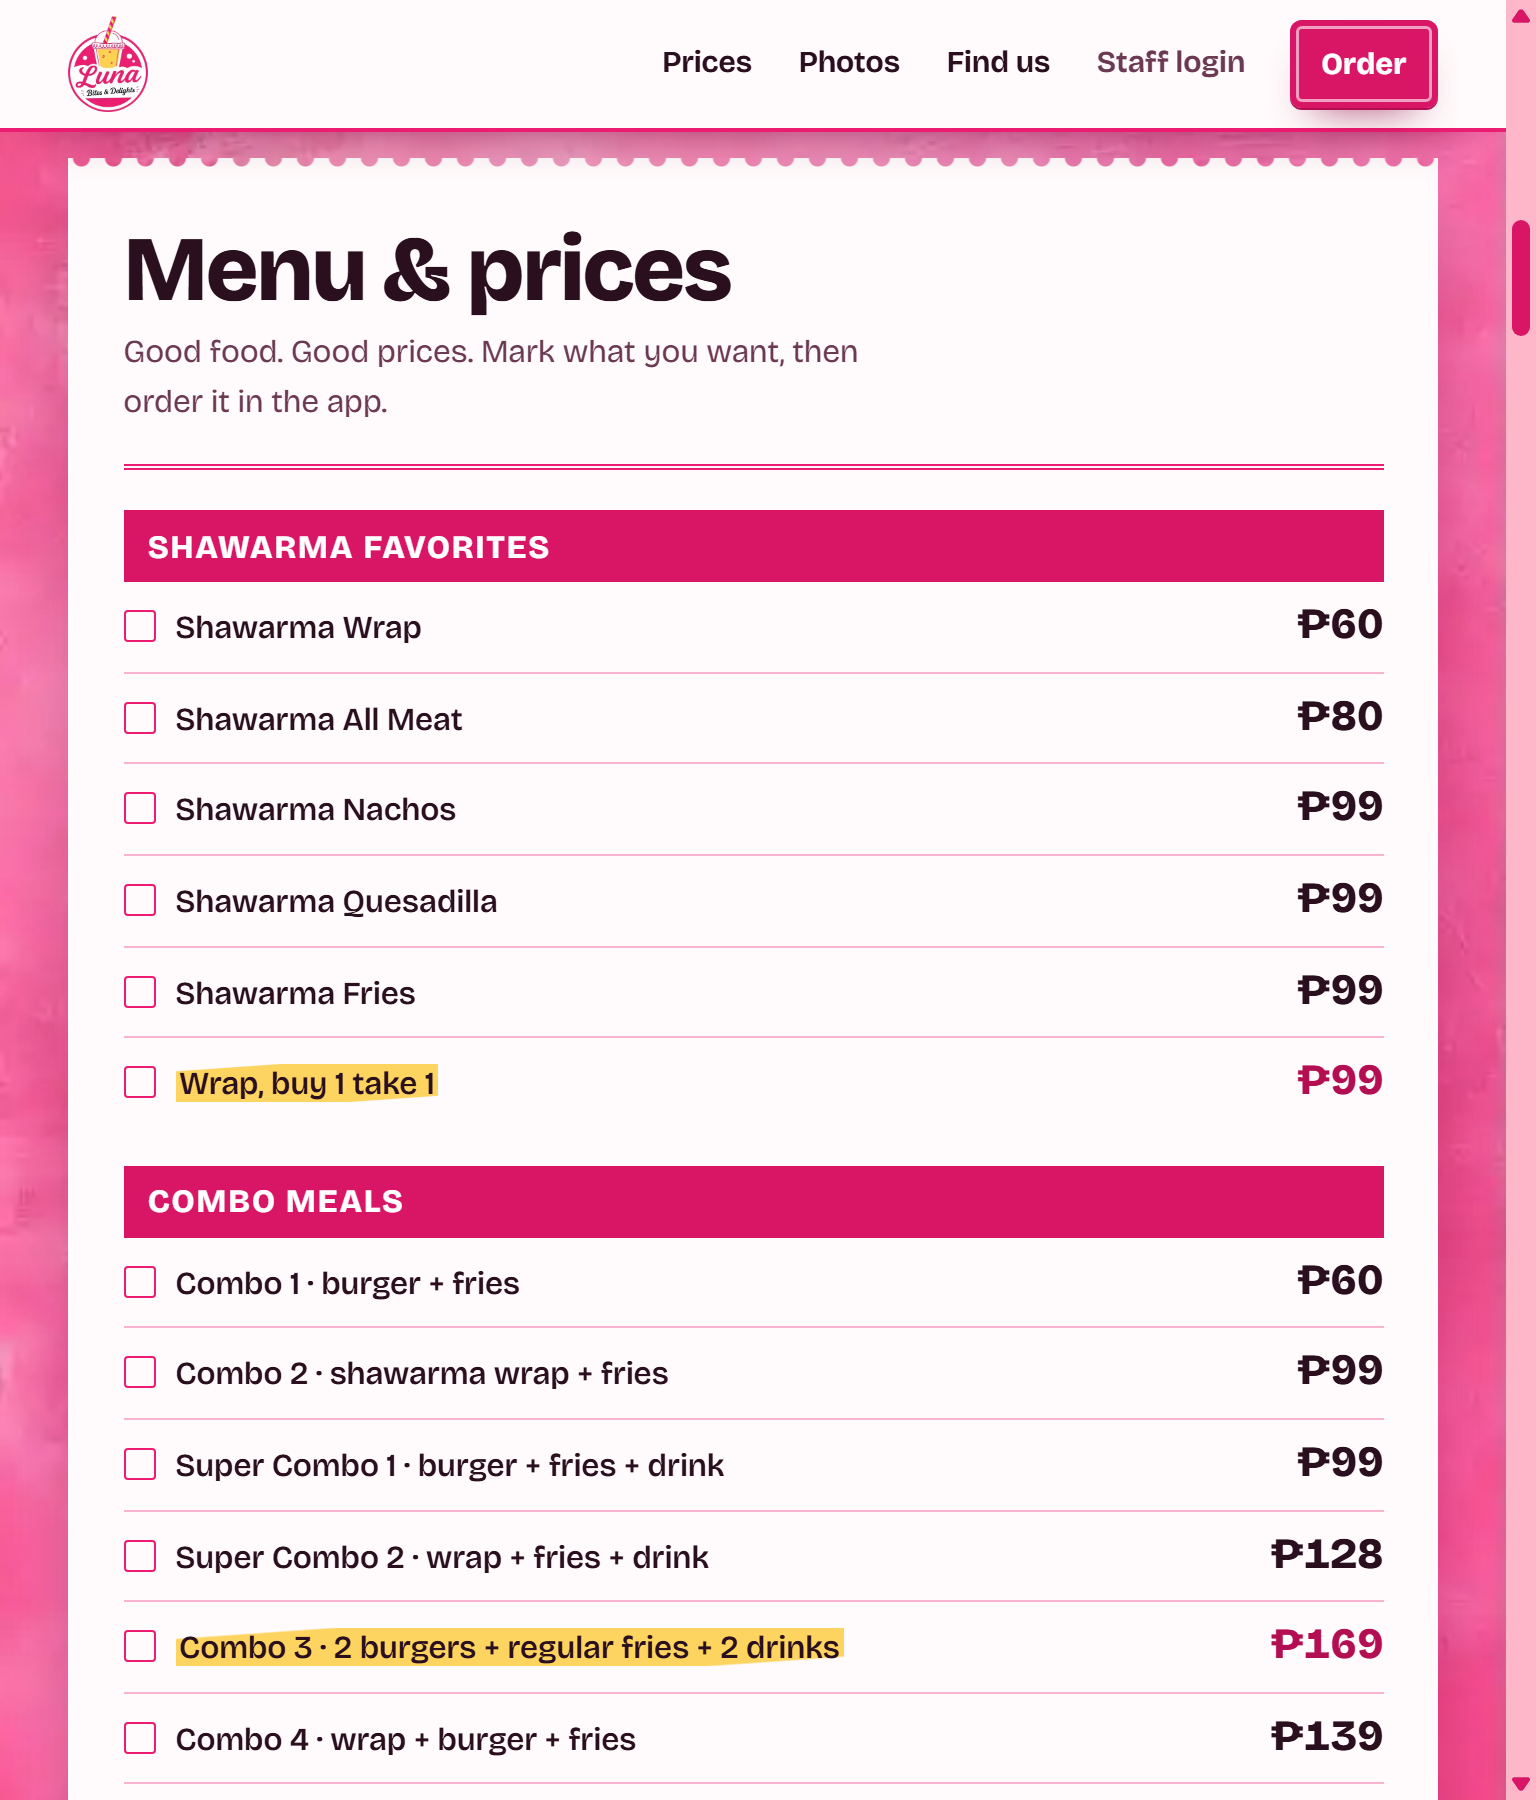 Luna
Bites & Delights
Prices
Photos
Find us
Staff login
Order
Menu & prices
Good food. Good prices. Mark what you want, then
order it in the app.
SHAWARMA FAVORITES
Shawarma Wrap ₱60
Shawarma All Meat ₱80
Shawarma Nachos ₱99
Shawarma Quesadilla ₱99
Shawarma Fries ₱99
Wrap, buy 1 take 1 ₱99
COMBO MEALS
Combo 1 · burger + fries ₱60
Combo 2 · shawarma wrap + fries ₱99
Super Combo 1 · burger + fries + drink ₱99
Super Combo 2 · wrap + fries + drink ₱128
Combo 3 · 2 burgers + regular fries + 2 drinks ₱169
Combo 4 · wrap + burger + fries ₱139